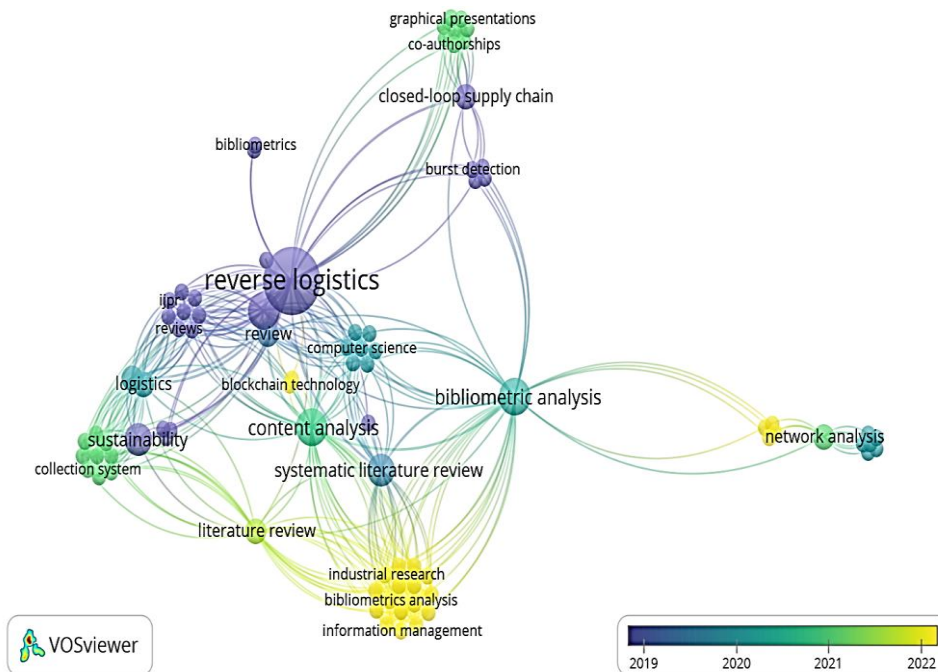 graphical presentations
co-authorships
closed-loop supply chain
bibliometrics
burst detection
reverse logistics
ijpr
reviews
review
computer science
logistics
blockchain technology
bibliometric analysis
content analysis
sustainability
network analysis
collection system
systematic literature review
literature review
industrial research
bibliometrics analysis
information management
VOSviewer
2019 2020 2021 2022